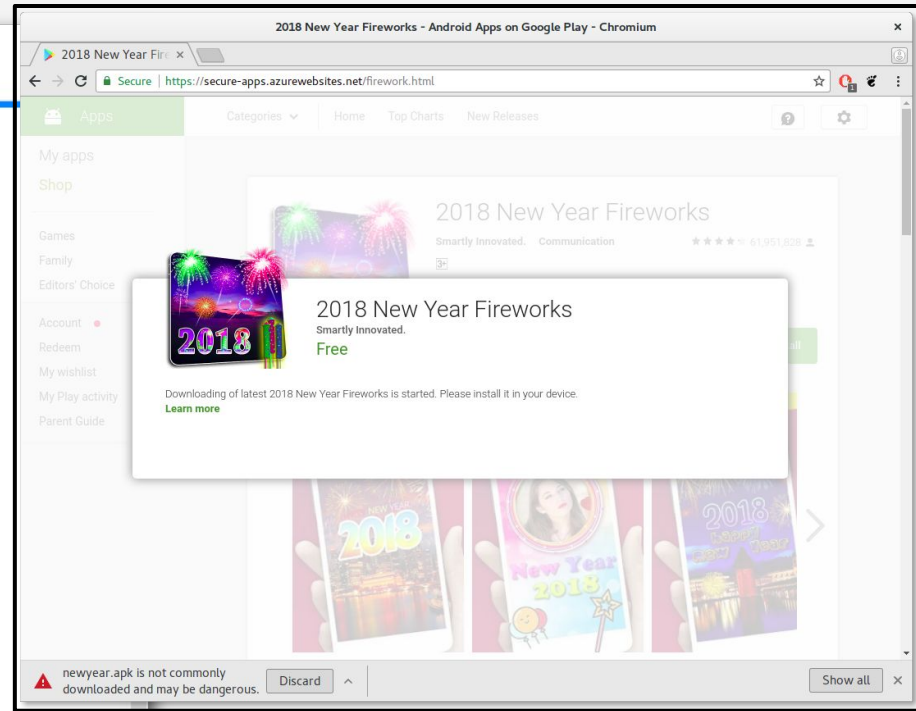 2018 New Year Fireworks - Android Apps on Google Play - Chromium
2018 New Year Fire
Secure | https://secure-apps.azurewebsites.net/firework.html
Apps
Categories
Home
Top Charts
New Releases
My apps
Shop
Games
Family
Editors' Choice
Account
Redeem
My wishlist
My Play activity
Parent Guide
2018 New Year Fireworks
Smartly Innovated. Communication
61,951,838
3+
2018
2018 New Year Fireworks
Smartly Innovated.
Free
Downloading of latest 2018 New Year Fireworks is started. Please install it in your device.
Learn more
NEW YEAR
2018
New Year
2018
2018
newyear.apk is not commonly
downloaded and may be dangerous.
Discard
Show all